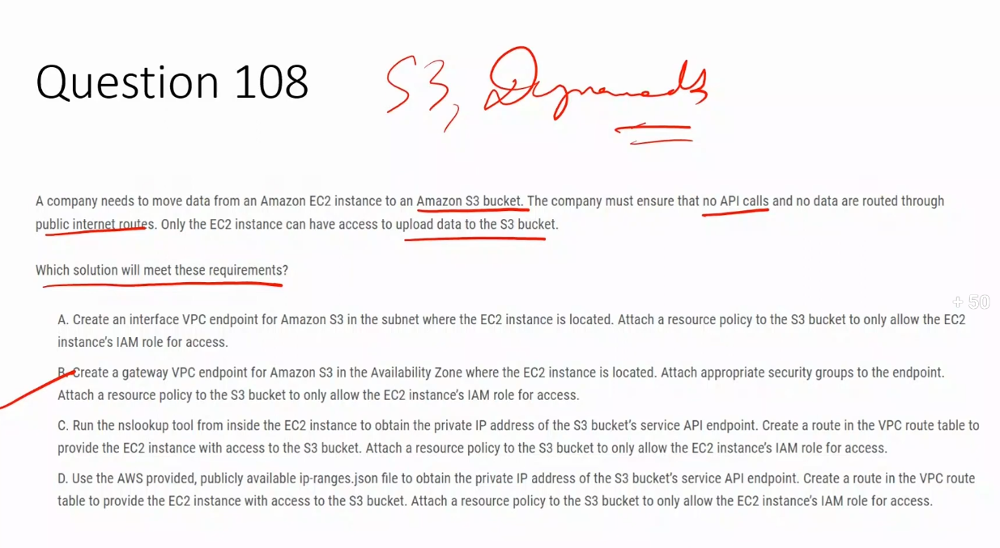 Question 108
S3, Dynamodb
A company needs to move data from an Amazon EC2 instance to an Amazon S3 bucket. The company must ensure that no API calls and no data are routed through
public internet routes. Only the EC2 instance can have access to upload data to the S3 bucket.
Which solution will meet these requirements?
+ 50
A. Create an interface VPC endpoint for Amazon S3 in the subnet where the EC2 instance is located. Attach a resource policy to the S3 bucket to only allow the EC2
instance's IAM role for access.
B. Create a gateway VPC endpoint for Amazon S3 in the Availability Zone where the EC2 instance is located. Attach appropriate security groups to the endpoint.
Attach a resource policy to the S3 bucket to only allow the EC2 instance's IAM role for access.
C. Run the nslookup tool from inside the EC2 instance to obtain the private IP address of the S3 bucket's service API endpoint. Create a route in the VPC route table to
provide the EC2 instance with access to the S3 bucket. Attach a resource policy to the S3 bucket to only allow the EC2 instance's IAM role for access.
D. Use the AWS provided, publicly available ip-ranges.json file to obtain the private IP address of the S3 bucket's service API endpoint. Create a route in the VPC route
table to provide the EC2 instance with access to the S3 bucket. Attach a resource policy to the S3 bucket to only allow the EC2 instance's IAM role for access.